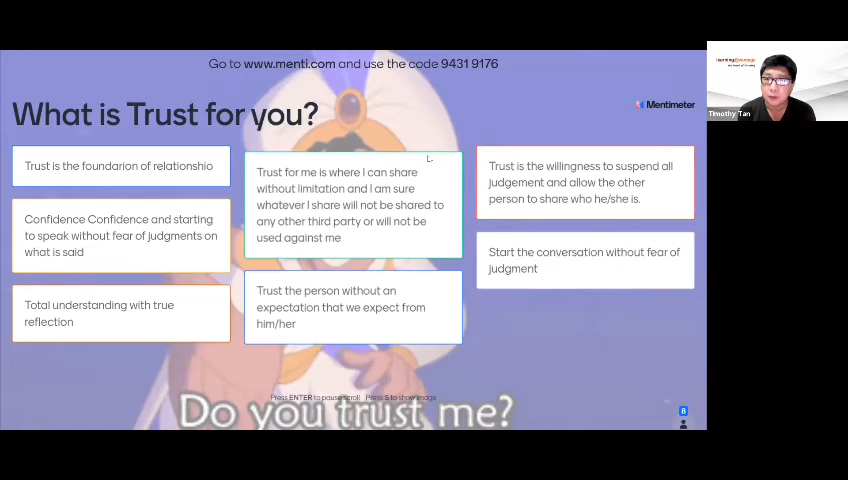 Go to www.menti.com and use the code 9431 9176
What is Trust for you?
Mentimeter
Trust is the foundarion of relationshio
Confidence Confidence and starting
to speak without fear of judgments on
what is said
Total understanding with true
reflection
Trust for me is where I can share
without limitation and I am sure
whatever I share will not be shared to
any other third party or will not be
used against me
Trust the person without an
expectation that we expect from
him/her
Trust is the willingness to suspend all
judgement and allow the other
person to share who he/she is.
Start the conversation without fear of
judgment
Press ENTER to pause scroll Press S to show image
Do you trust me?
8
Timothy Tan